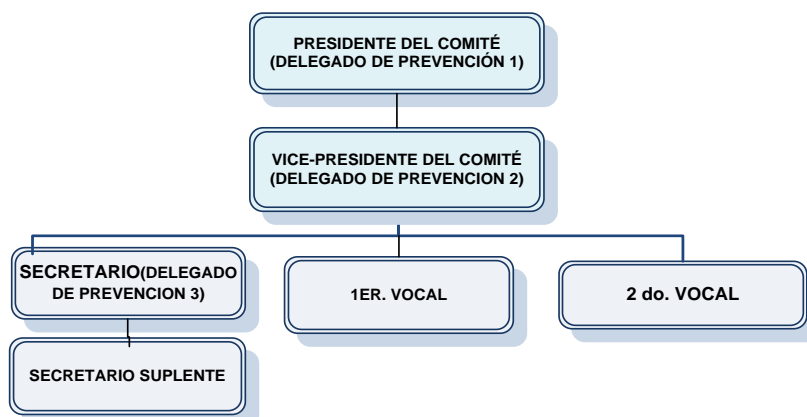 PRESIDENTE DEL COMITÉ
(DELEGADO DE PREVENCIÓN 1)
VICE-PRESIDENTE DEL COMITÉ
(DELEGADO DE PREVENCION 2)
SECRETARIO(DELEGADO
DE PREVENCION 3)
1ER. VOCAL
2 do. VOCAL
SECRETARIO SUPLENTE